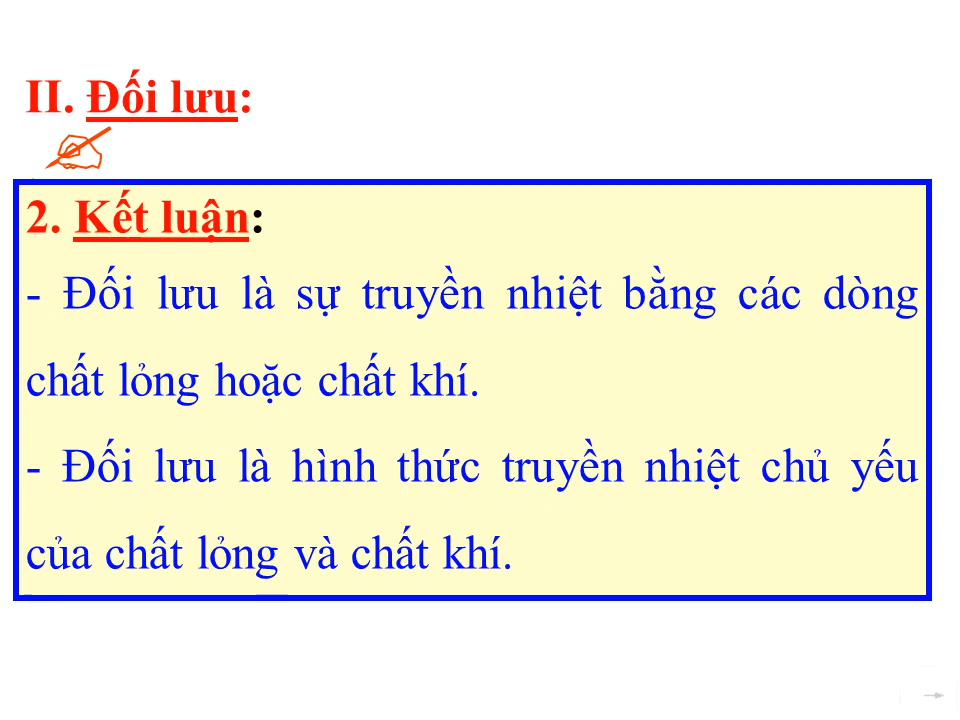 II. Đối lưu:
2. Kết luận:
- Đối lưu là sự truyền nhiệt bằng các dòng
chất lỏng hoặc chất khí.
- Đối lưu là hình thức truyền nhiệt chủ yếu
của chất lỏng và chất khí.